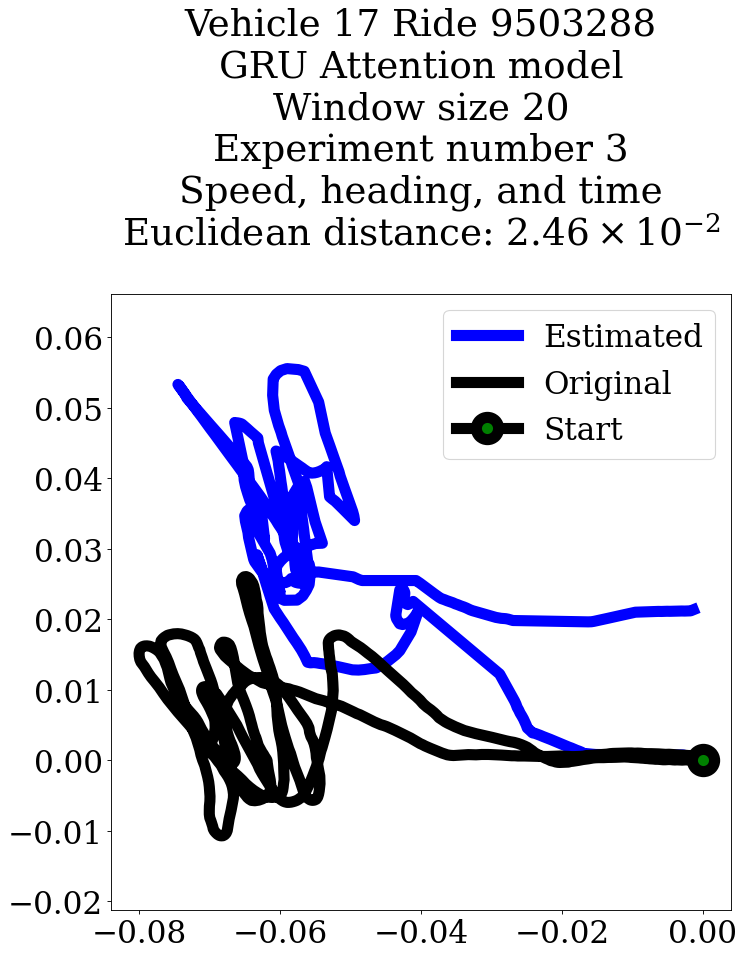 Vehicle 17 Ride 9503288
GRU Attention model
Window size 20
Experiment number 3
Speed, heading, and time
Euclidean distance: 2.46 × 10⁻²
Estimated
Original
Start
0.06
0.05
0.04
0.03
0.02
0.01
0.00
−0.01
−0.02
−0.08 −0.06 −0.04 −0.02 0.00